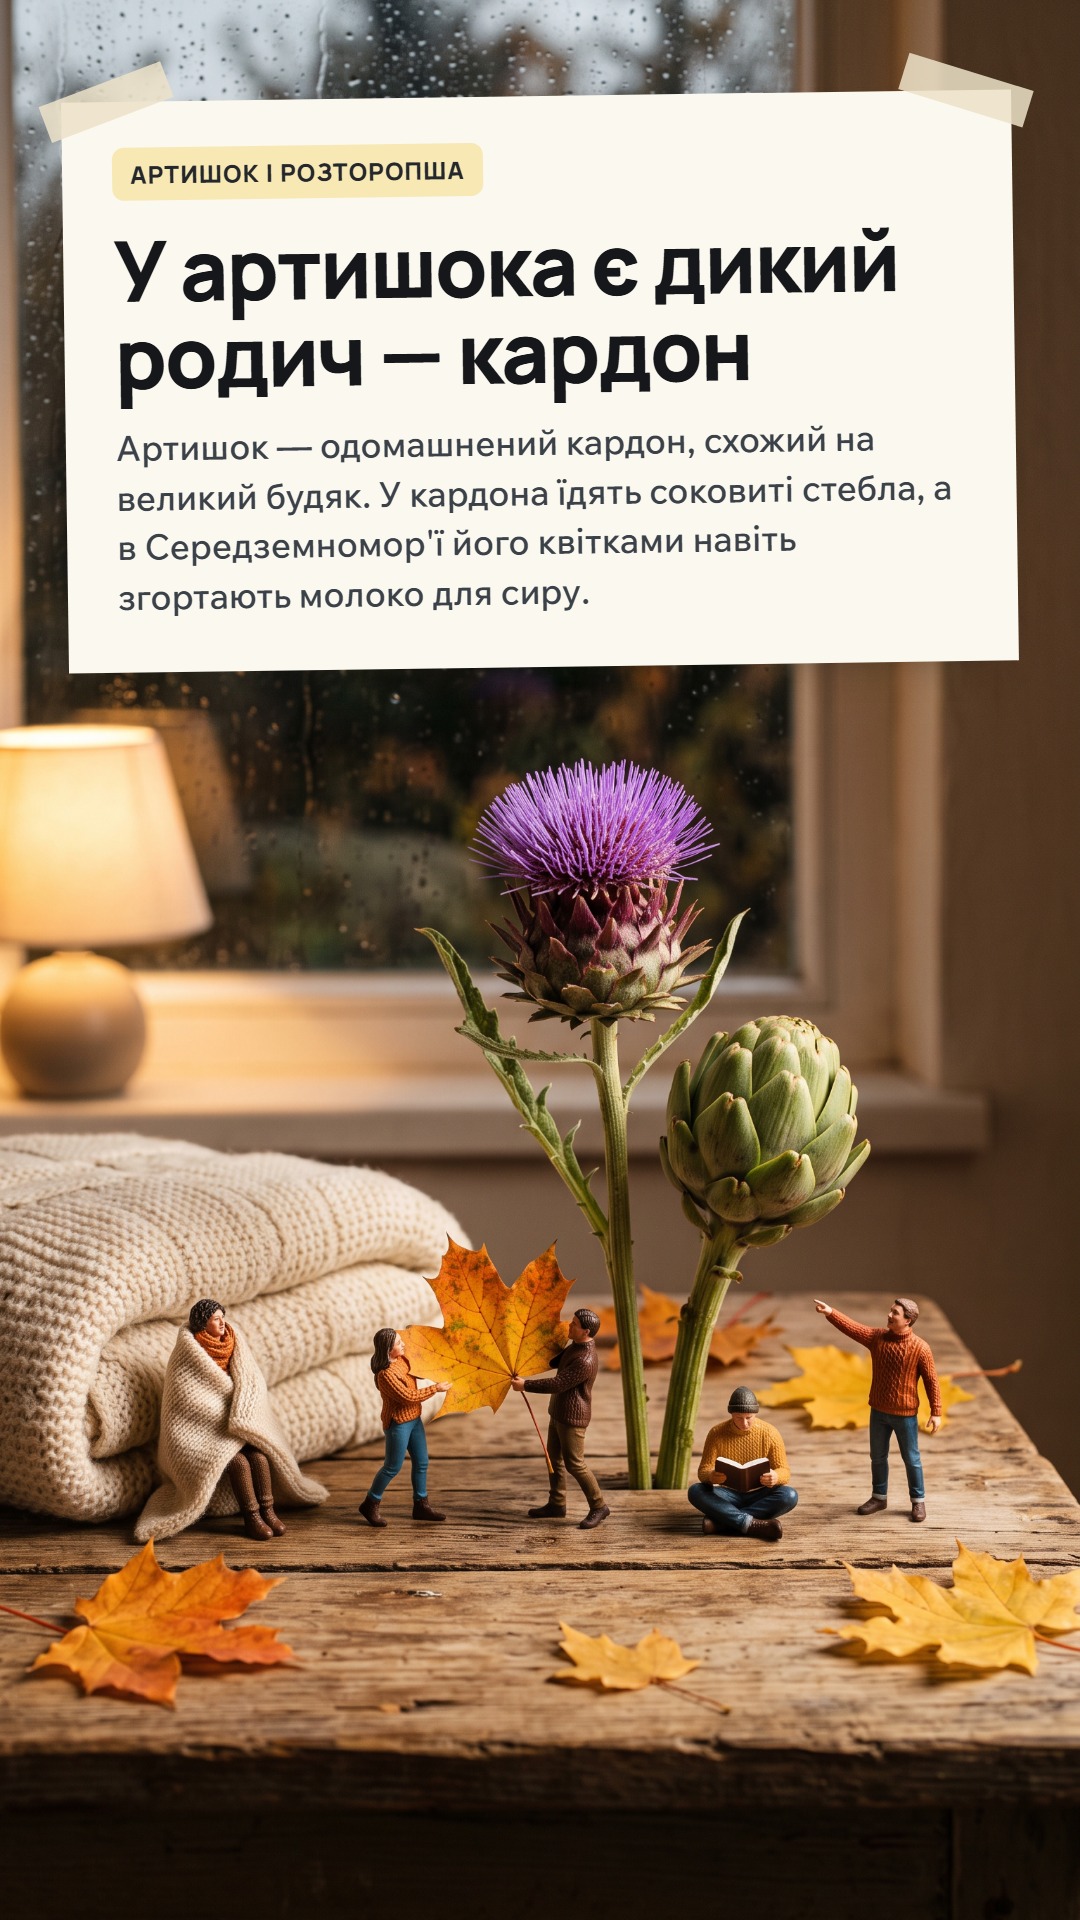 АРТИШОК І РОЗТОРОПША
У артишока є дикий
родич — кардон
Артишок — одомашнений кардон, схожий на
великий будяк. У кардона їдять соковиті стебла, а
в Середземномор'ї його квітками навіть
згортають молоко для сиру.